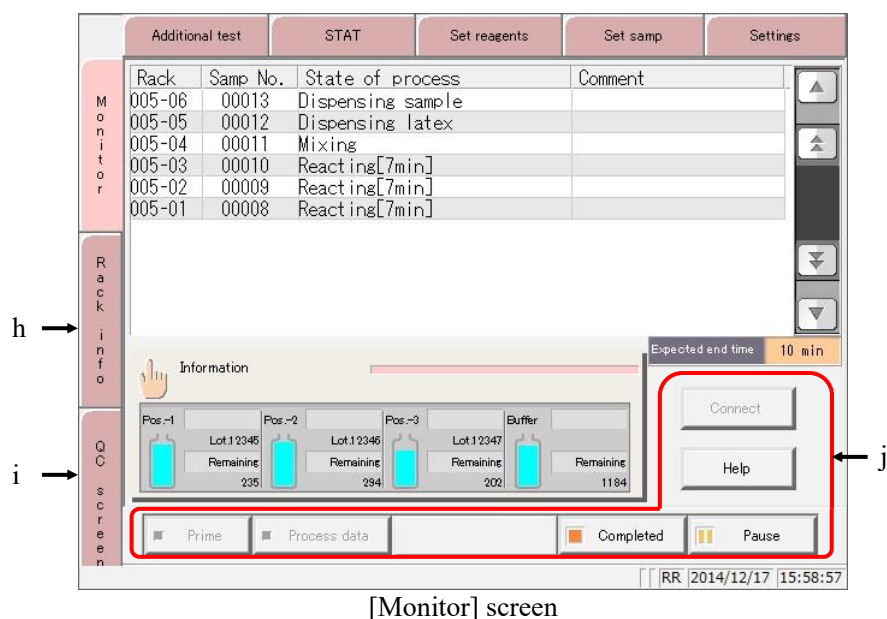 Additional test STAT Set reagents Set samp Settings
Monitor
Rack Samp No. State of process Comment
005-06 00013 Dispensing sample
005-05 00012 Dispensing latex
005-04 00011 Mixing
005-03 00010 Reacting[7min]
005-02 00009 Reacting[7min]
005-01 00008 Reacting[7min]
h
Rack info
Expected end time 10 min
Information
Connect
Pos.-1 Pos.-2 Pos.-3 Buffer
Lot.12345 Lot.12346 Lot.12347
Remaining Remaining Remaining Remaining
235 294 202 1184
Help
j
i
QC screen
Prime Process data Completed Pause
RR 2014/12/17 15:58:57
[Monitor] screen